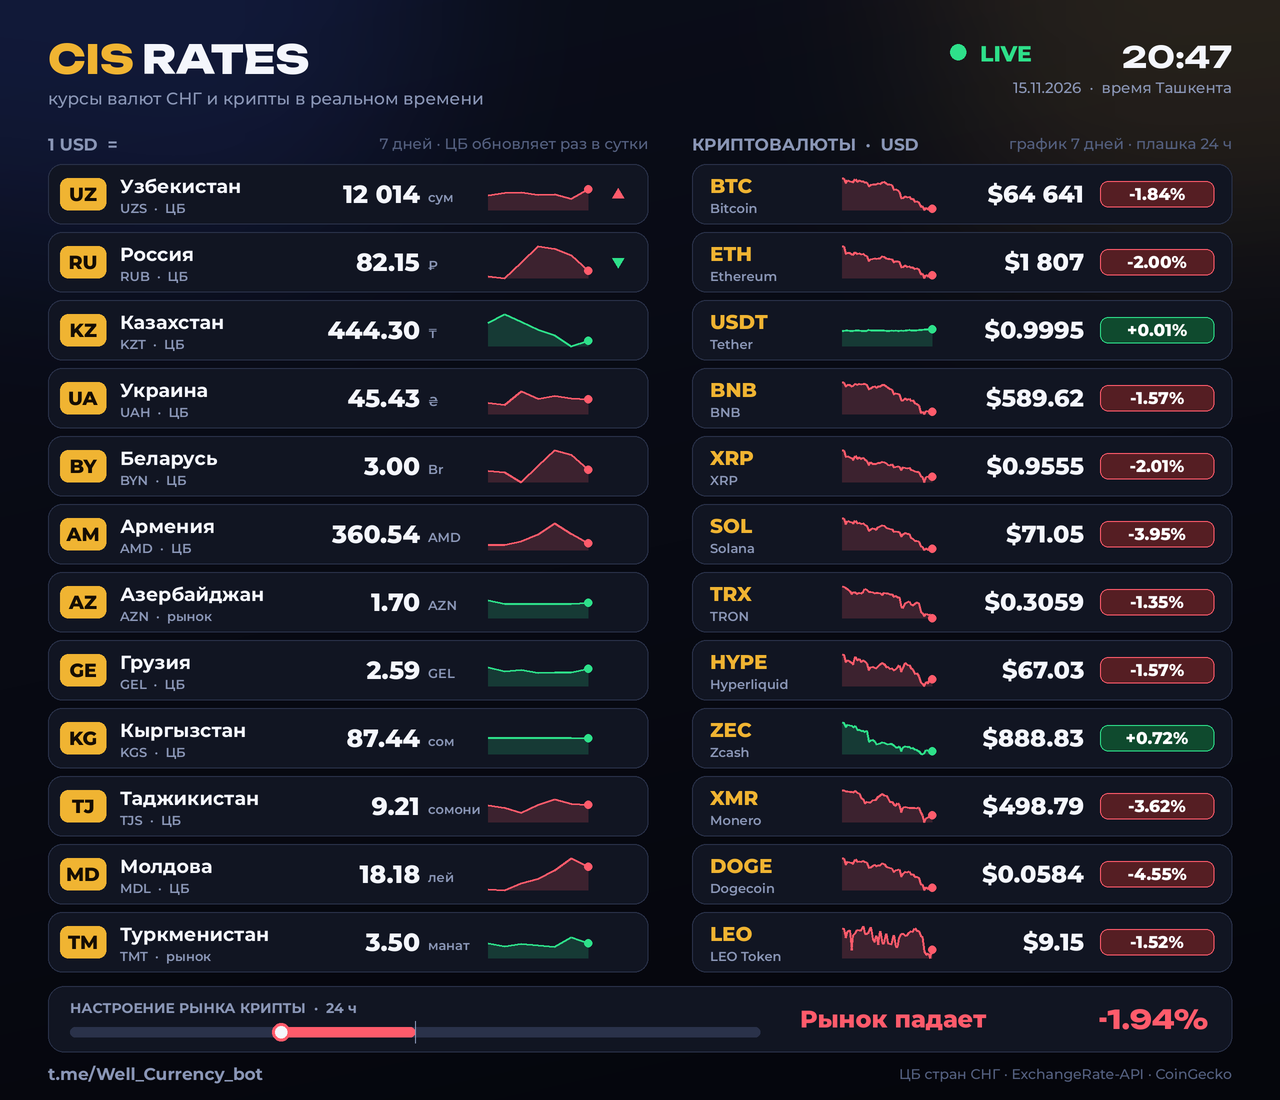 CIS RATES
курсы валют СНГ и крипты в реальном времени
LIVE
20:47
15.11.2026 · время Ташкента
1 USD =
7 дней · ЦБ обновляет раз в сутки
UZ Узбекистан 12 014 сум
UZS · ЦБ
RU Россия 82.15 ₽
RUB · ЦБ
KZ Казахстан 444.30 ₸
KZT · ЦБ
UA Украина 45.43 ₴
UAH · ЦБ
BY Беларусь 3.00 Br
BYN · ЦБ
AM Армения 360.54 AMD
AMD · ЦБ
AZ Азербайджан 1.70 AZN
AZN · рынок
GE Грузия 2.59 GEL
GEL · ЦБ
KG Кыргызстан 87.44 сом
KGS · ЦБ
TJ Таджикистан 9.21 сомони
TJS · ЦБ
MD Молдова 18.18 лей
MDL · ЦБ
TM Туркменистан 3.50 манат
TMT · рынок
КРИПТОВАЛЮТЫ · USD
график 7 дней · плашка 24 ч
BTC $64 641 -1.84%
Bitcoin
ETH $1 807 -2.00%
Ethereum
USDT $0.9995 +0.01%
Tether
BNB $589.62 -1.57%
BNB
XRP $0.9555 -2.01%
XRP
SOL $71.05 -3.95%
Solana
TRX $0.3059 -1.35%
TRON
HYPE $67.03 -1.57%
Hyperliquid
ZEC $888.83 +0.72%
Zcash
XMR $498.79 -3.62%
Monero
DOGE $0.0584 -4.55%
Dogecoin
LEO $9.15 -1.52%
LEO Token
НАСТРОЕНИЕ РЫНКА КРИПТЫ · 24 ч
Рынок падает -1.94%
t.me/Well_Currency_bot
ЦБ стран СНГ · ExchangeRate-API · CoinGecko